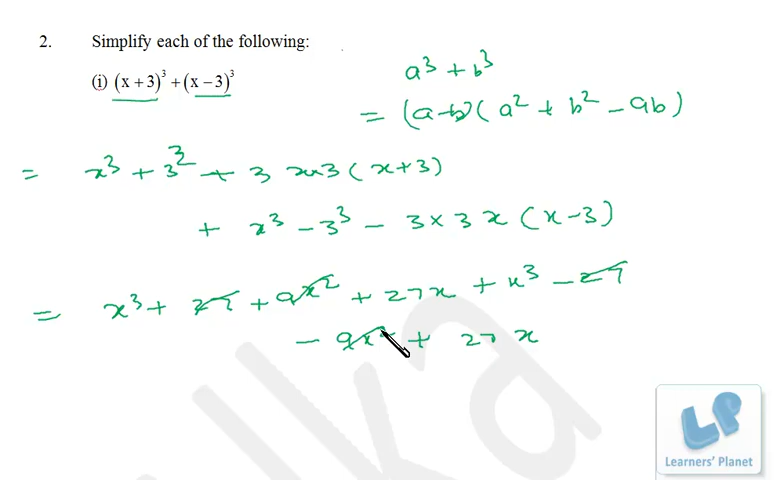 2. Simplify each of the following:
(i) (x + 3)³ + (x − 3)³
a³ + b³
= (a+b)(a² + b² − ab)
= x³ + 3³ + 3 x×3 (x+3)
+ x³ − 3³ − 3×3 x (x−3)
= x³ + 27 + 9x² + 27x + x³ − 27
− 9x² + 27 x
LP
Learners' Planet